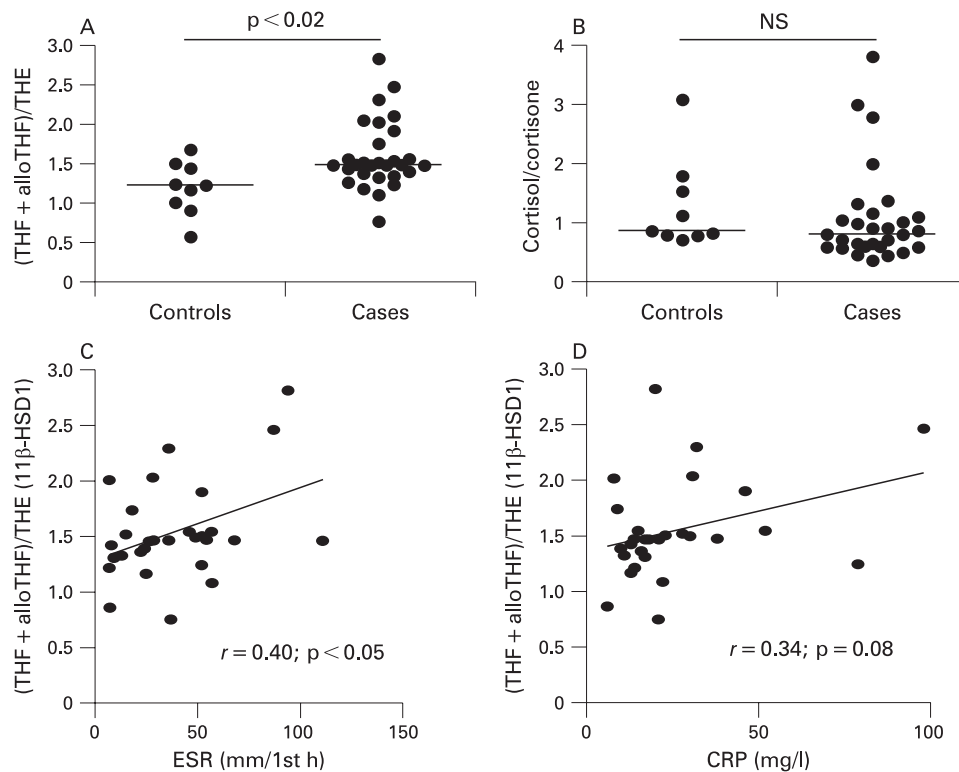 A
p < 0.02
(THF + alloTHF)/THE
3.0
2.5
2.0
1.5
1.0
0.5
0
Controls
Cases
B
NS
Cortisol/cortisone
4
3
2
1
0
Controls
Cases
C
(THF + alloTHF)/THE (11β-HSD1)
3.0
2.5
2.0
1.5
1.0
0.5
0
r = 0.40; p < 0.05
0
50
100
150
ESR (mm/1st h)
D
(THF + alloTHF)/THE (11β-HSD1)
3.0
2.5
2.0
1.5
1.0
0.5
0
r = 0.34; p = 0.08
0
50
100
CRP (mg/l)